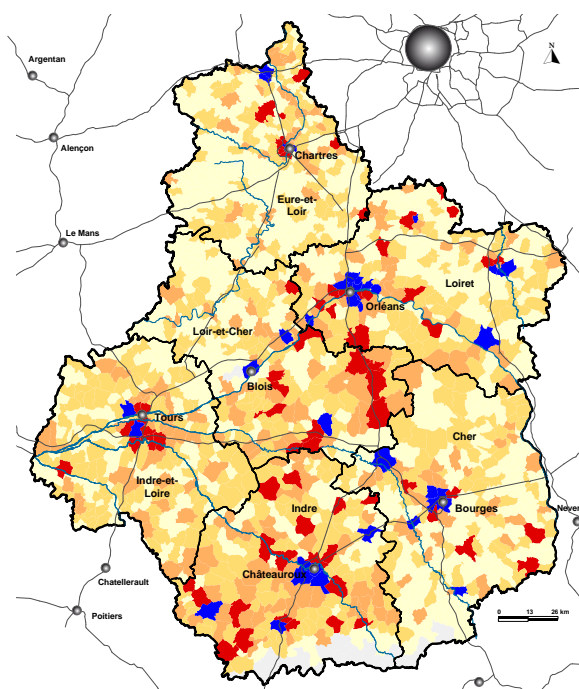 Argentan
N
Alençon
Chartres
Eure-et-
Loir
Le Mans
Loiret
Orléans
Loir-et-Cher
Blois
Tours
Cher
Indre-et-
Loire
Indre
Bourges
Never
Châteauroux
Chatellerault
Poitiers
0 13 26 km